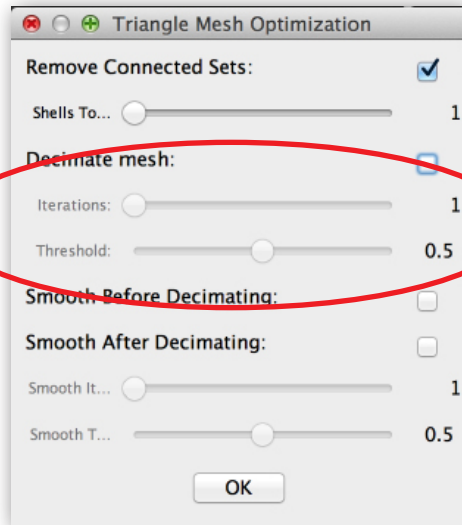 Triangle Mesh Optimization
Remove Connected Sets:
Shells To... 1
Decimate mesh:
Iterations: 1
Threshold: 0.5
Smooth Before Decimating:
Smooth After Decimating:
Smooth It... 1
Smooth T... 0.5
OK